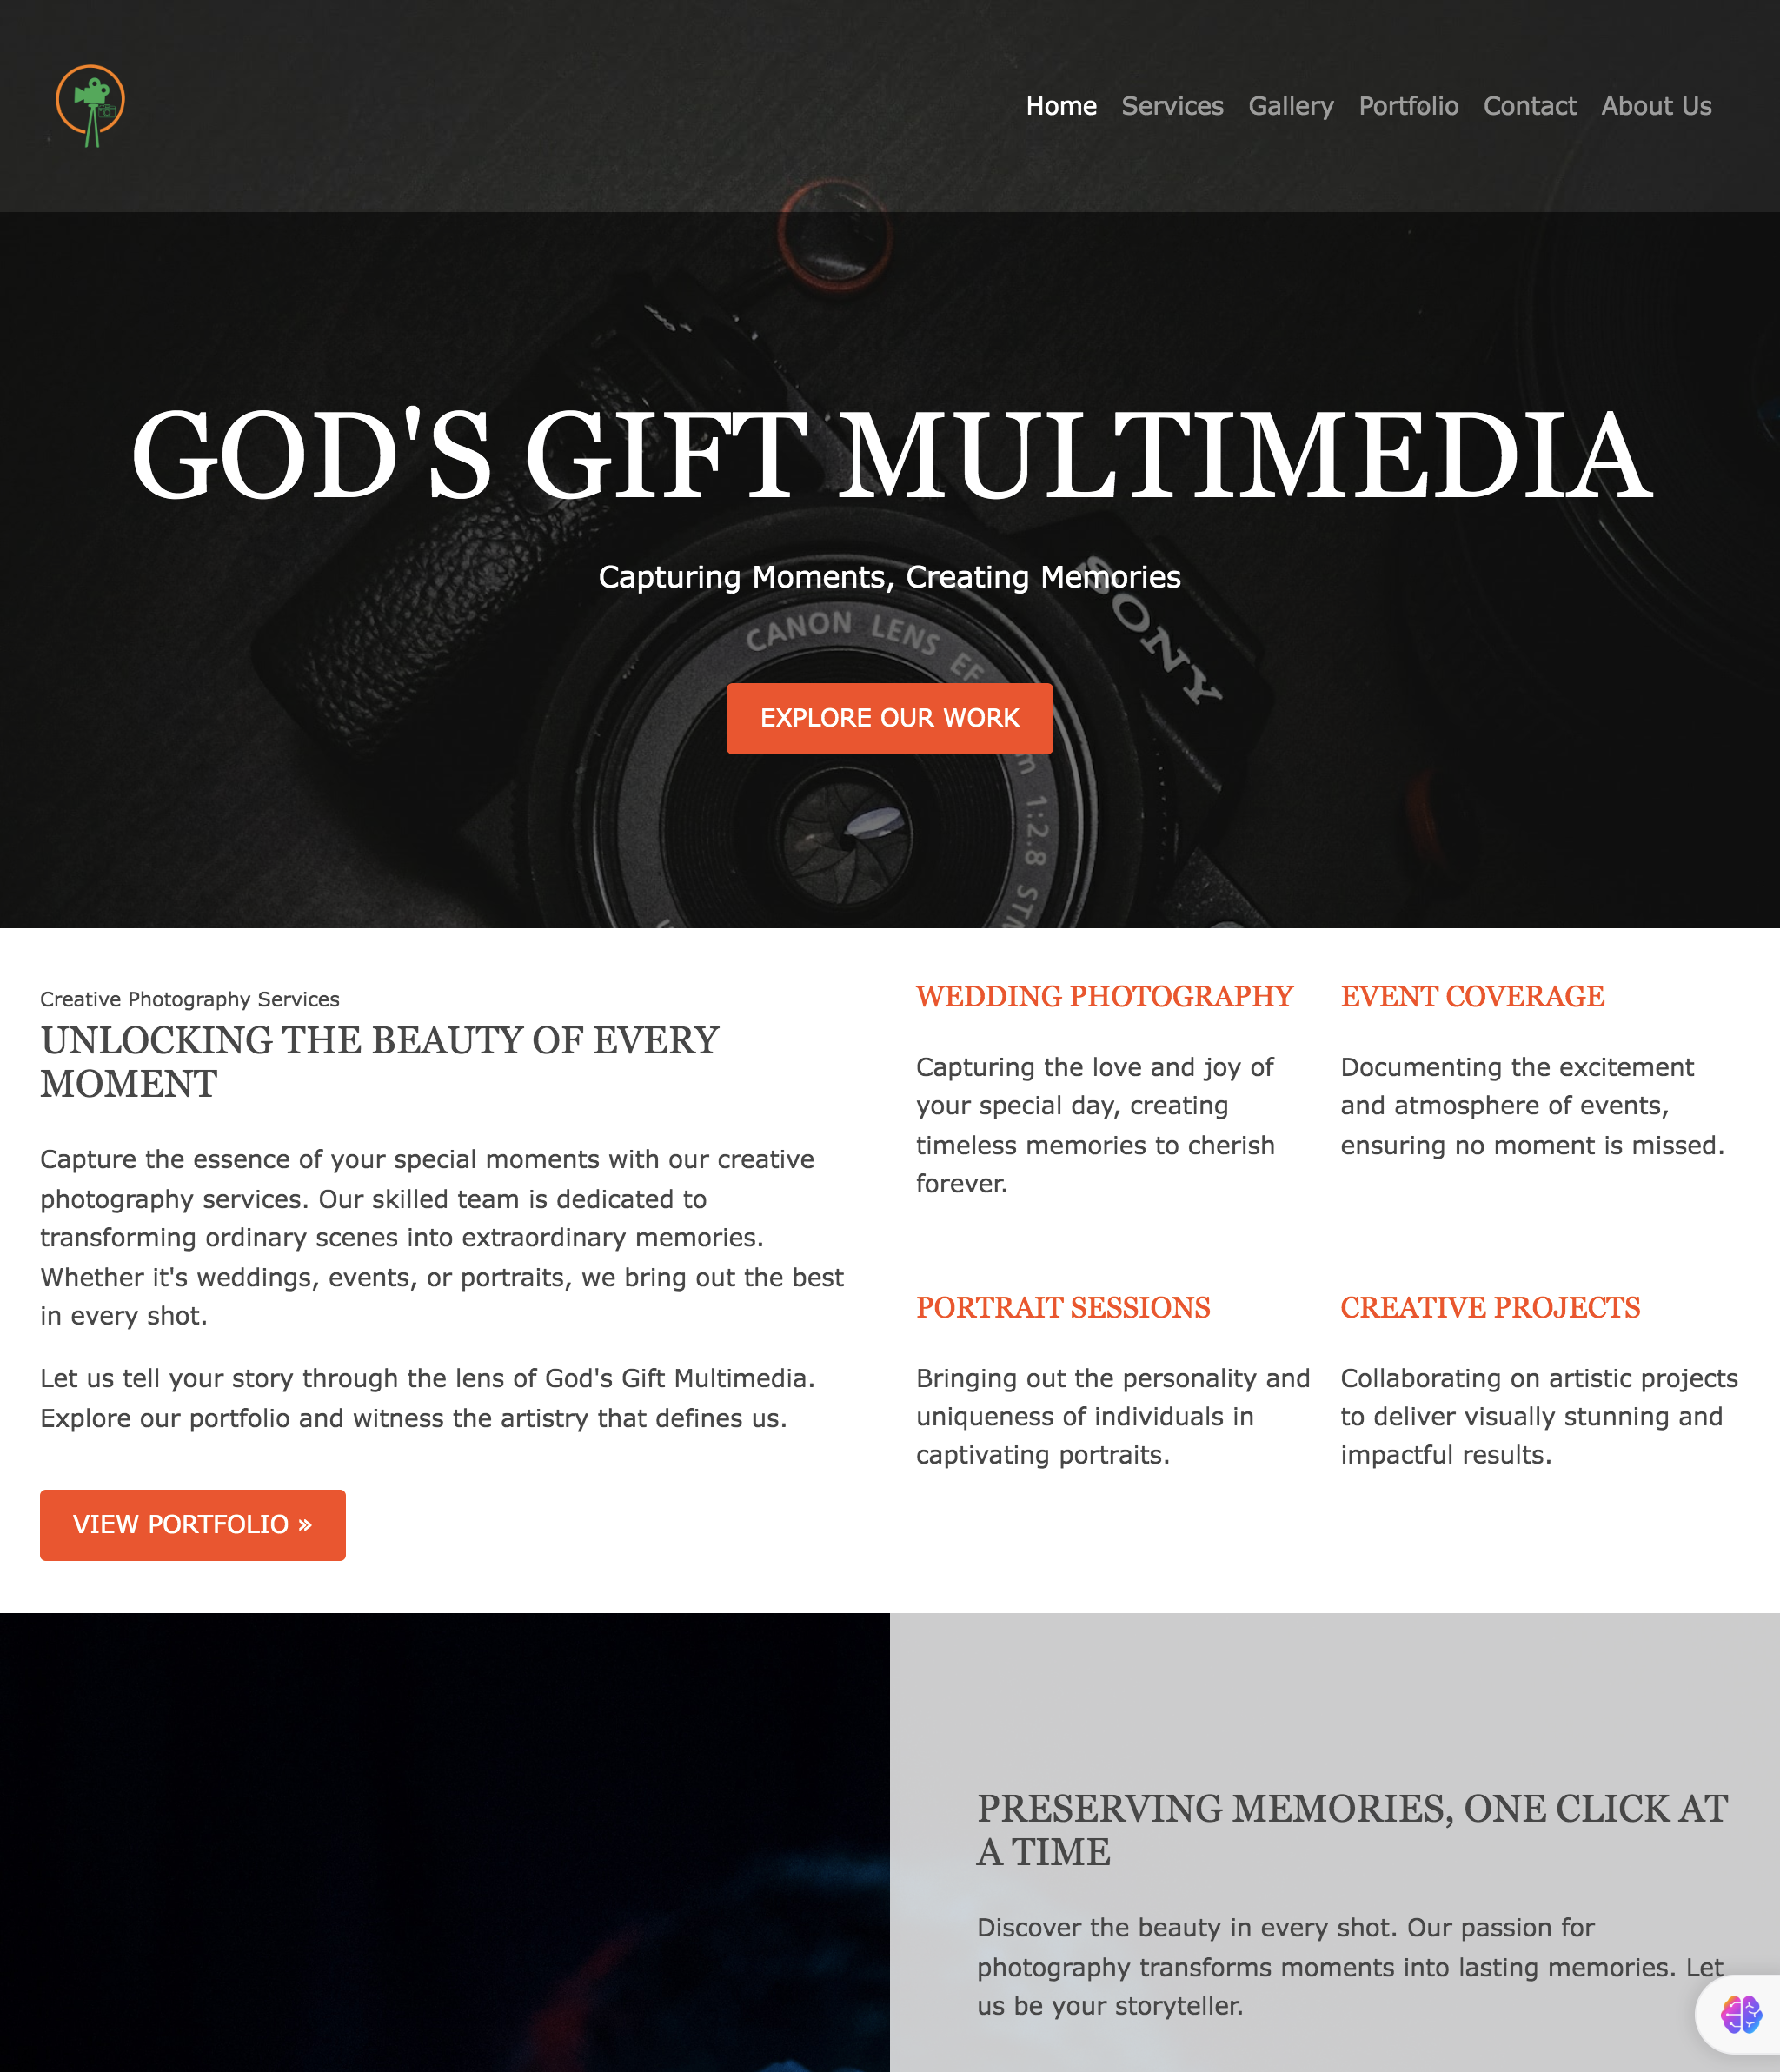 Home Services Gallery Portfolio Contact About Us
GOD'S GIFT MULTIMEDIA
Capturing Moments, Creating Memories
SONY
CANON LENS EF
EXPLORE OUR WORK
m 1:2.8 STM
Creative Photography Services
UNLOCKING THE BEAUTY OF EVERY
MOMENT
Capture the essence of your special moments with our creative
photography services. Our skilled team is dedicated to
transforming ordinary scenes into extraordinary memories.
Whether it's weddings, events, or portraits, we bring out the best
in every shot.
Let us tell your story through the lens of God's Gift Multimedia.
Explore our portfolio and witness the artistry that defines us.
VIEW PORTFOLIO »
WEDDING PHOTOGRAPHY
Capturing the love and joy of
your special day, creating
timeless memories to cherish
forever.
EVENT COVERAGE
Documenting the excitement
and atmosphere of events,
ensuring no moment is missed.
PORTRAIT SESSIONS
Bringing out the personality and
uniqueness of individuals in
captivating portraits.
CREATIVE PROJECTS
Collaborating on artistic projects
to deliver visually stunning and
impactful results.
PRESERVING MEMORIES, ONE CLICK AT
A TIME
Discover the beauty in every shot. Our passion for
photography transforms moments into lasting memories. Let
us be your storyteller.